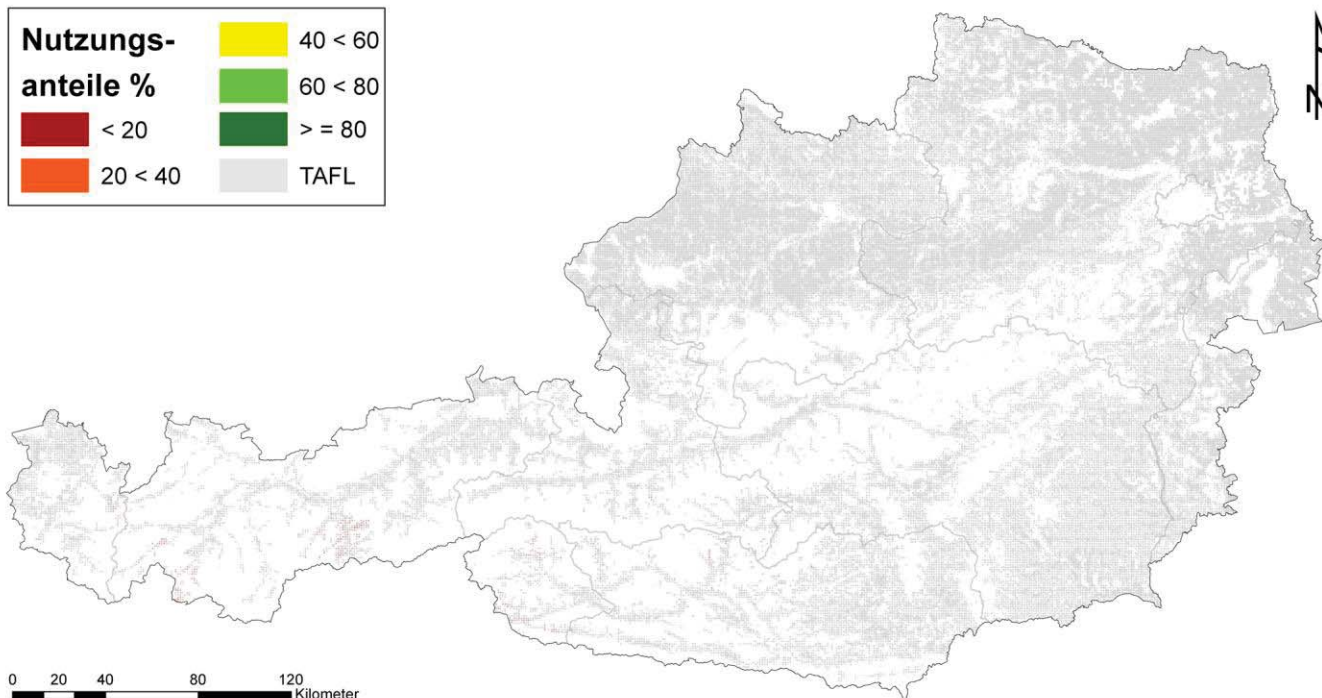 Nutzungs-
anteile %
< 20
20 < 40
40 < 60
60 < 80
> = 80
TAFL
N
0 20 40 80 120
Kilometer